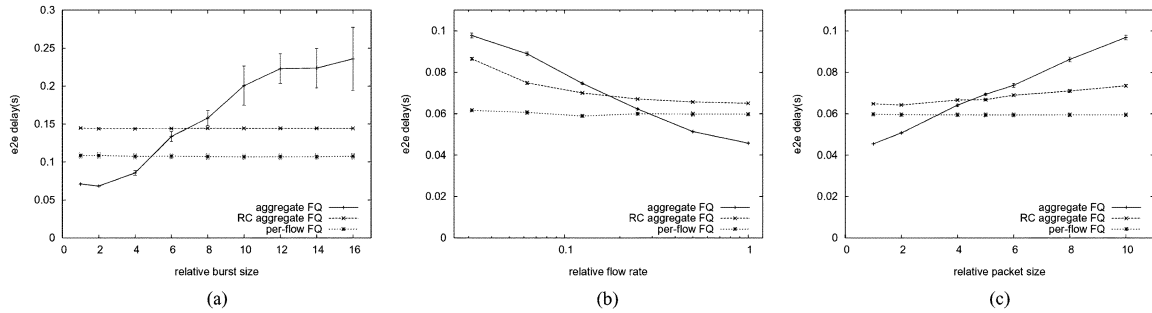 0.3
0.25
0.2
0.15
0.1
0.05
0
0 2 4 6 8 10 12 14 16
e2e delay(s)
relative burst size
aggregate FQ
RC aggregate FQ
per-flow FQ
(a)
0.1
0.08
0.06
0.04
0.02
0
0.1 1
e2e delay(s)
relative flow rate
aggregate FQ
RC aggregate FQ
per-flow FQ
(b)
0.1
0.08
0.06
0.04
0.02
0
0 2 4 6 8 10
e2e delay(s)
relative packet size
aggregate FQ
RC aggregate FQ
per-flow FQ
(c)